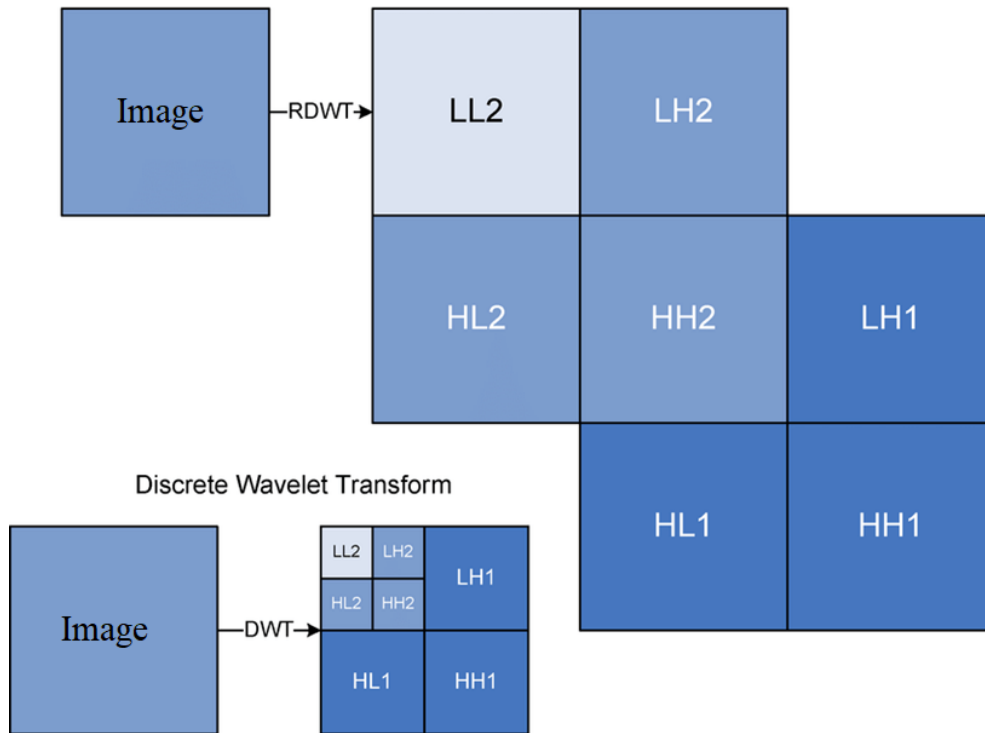 Image
RDWT
LL2
LH2
HL2
HH2
LH1
HL1
HH1
Discrete Wavelet Transform
Image
DWT
LL2
LH2
LH1
HL2
HH2
HL1
HH1